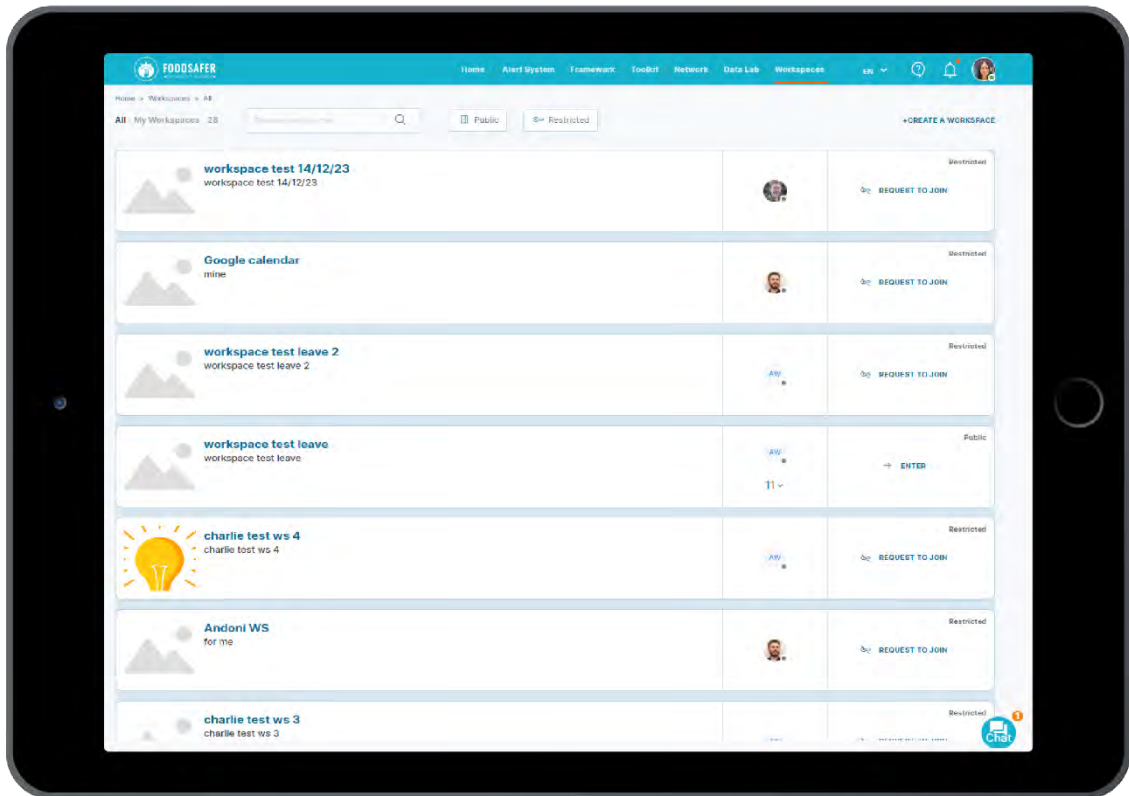 FOODSAFER
Home Alert System Framework Toolkit Network Data Lab Workspaces EN
Home > Workspaces > All
All My Workspaces 28 Public Restricted +CREATE A WORKSPACE
Restricted
workspace test 14/12/23
workspace test 14/12/23
REQUEST TO JOIN
Restricted
Google calendar
mine
REQUEST TO JOIN
Restricted
workspace test leave 2
workspace test leave 2
AW
REQUEST TO JOIN
Public
workspace test leave
workspace test leave
AW
→ ENTER
11
Restricted
charlie test ws 4
charlie test ws 4
AW
REQUEST TO JOIN
Restricted
Andoni WS
for me
REQUEST TO JOIN
Restricted
charlie test ws 3
charlie test ws 3
1
Chat